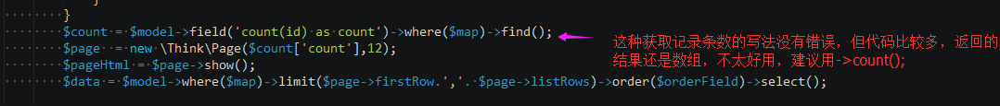 }
}
$count = $model->field('count(id) as count')->where($map)->find();
$page = new \Think\Page($count['count'],12);
$pageHtml = $page->show();
$data = $model->where($map)->limit($page->firstRow.','. $page->listRows)->order($orderField)->select();
这种获取记录条数的写法没有错误，但代码比较多，返回的
结果还是数组，不太好用，建议用->count();